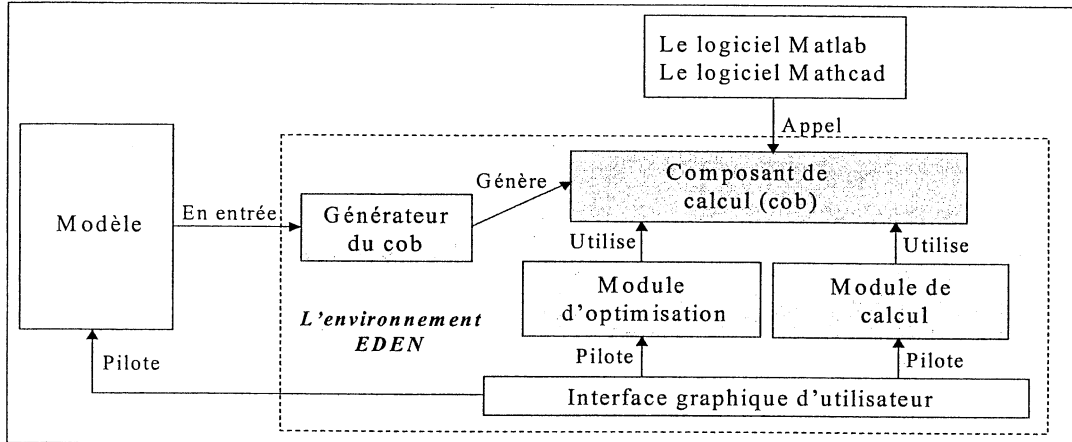 Le logiciel Matlab
Le logiciel Mathcad
Appel
Composant de
calcul (cob)
Génère
Modèle
En entrée
Générateur
du cob
Utilise
Utilise
Module
d'optimisation
Module de
calcul
L'environnement
EDEN
Pilote
Pilote
Pilote
Interface graphique d'utilisateur